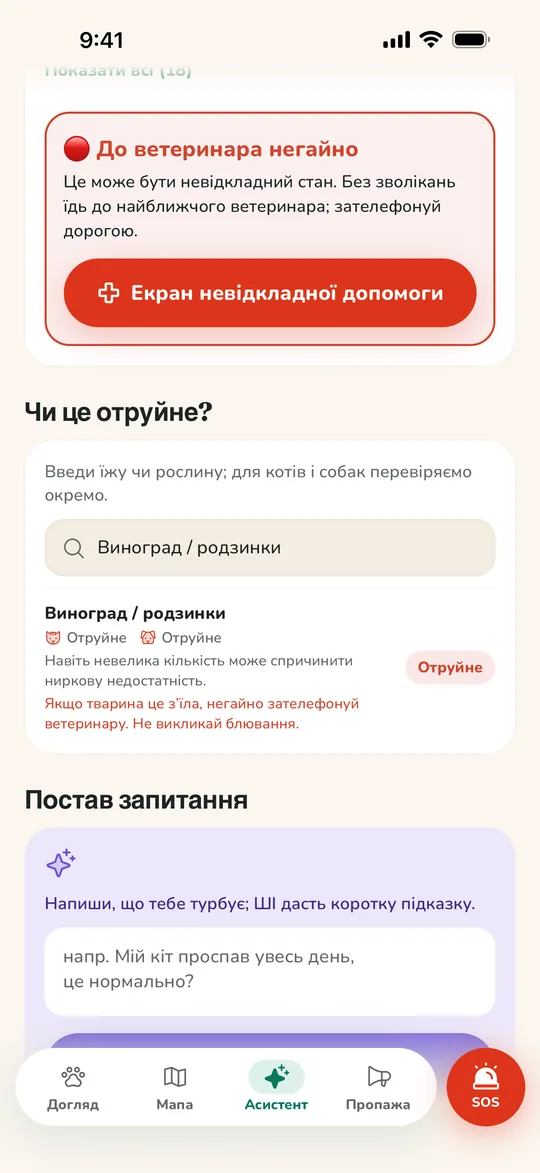 9:41
Показати всі (18)
До ветеринара негайно
Це може бути невідкладний стан. Без зволікань
їдь до найближчого ветеринара; зателефонуй
дорогою.
Екран невідкладної допомоги
Чи це отруйне?
Введи їжу чи рослину; для котів і собак перевіряємо
окремо.
Виноград / родзинки
Виноград / родзинки
Отруйне Отруйне
Навіть невелика кількість може спричинити
ниркову недостатність.
Отруйне
Якщо тварина це з’їла, негайно зателефонуй
ветеринару. Не викликай блювання.
Постав запитання
Напиши, що тебе турбує; ШІ дасть коротку підказку.
напр. Мій кіт проспав увесь день,
це нормально?
Догляд Мапа Асистент Пропажа SOS